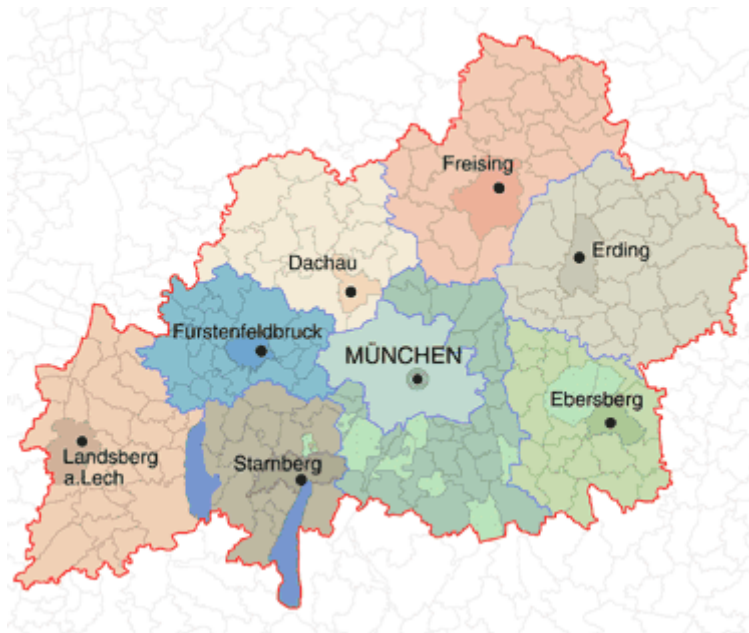 Freising
Erding
Dachau
Fürstenfeldbruck
MÜNCHEN
Ebersberg
Landsberg
a.Lech
Starnberg